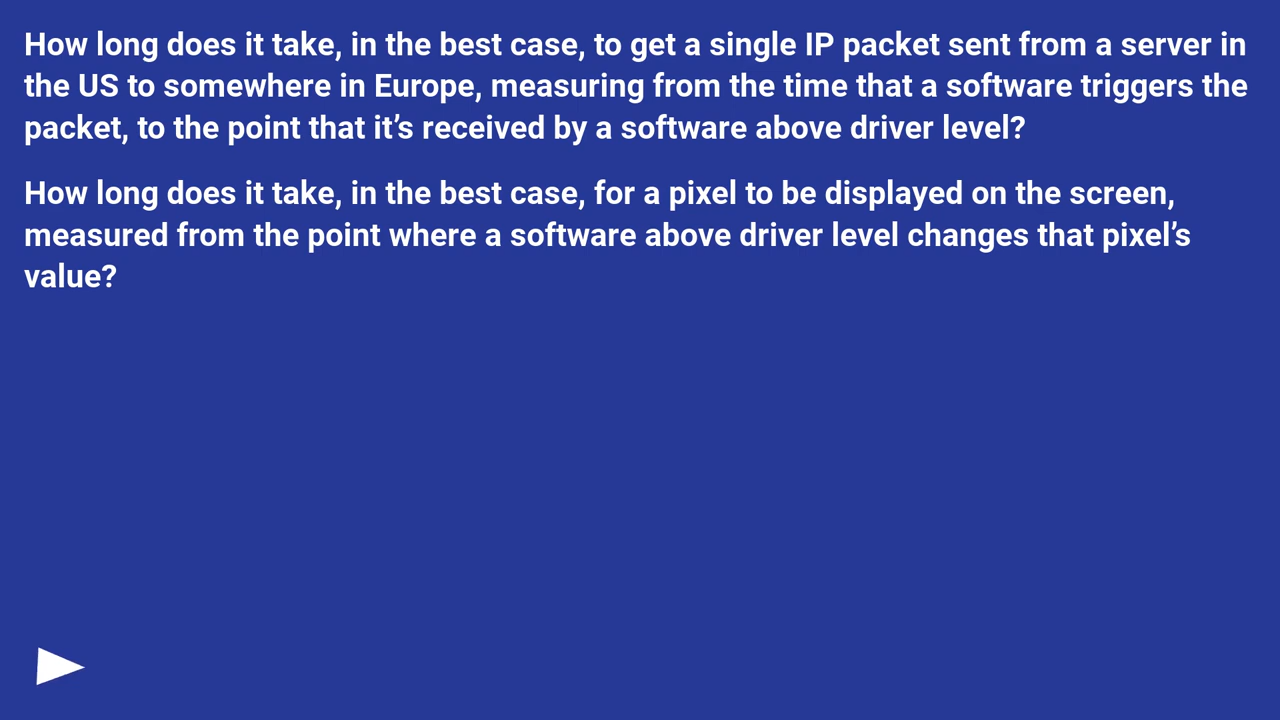 How long does it take, in the best case, to get a single IP packet sent from a server in
the US to somewhere in Europe, measuring from the time that a software triggers the
packet, to the point that it’s received by a software above driver level?
How long does it take, in the best case, for a pixel to be displayed on the screen,
measured from the point where a software above driver level changes that pixel’s
value?